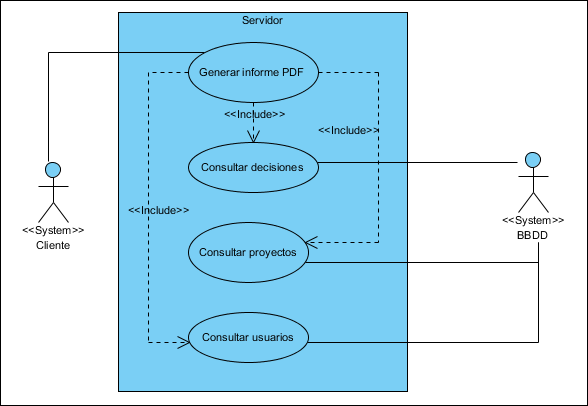 Servidor
Generar informe PDF
<<Include>>
<<Include>>
Consultar decisiones
<<Include>>
<<System>>
Cliente
<<System>>
BBDD
Consultar proyectos
Consultar usuarios